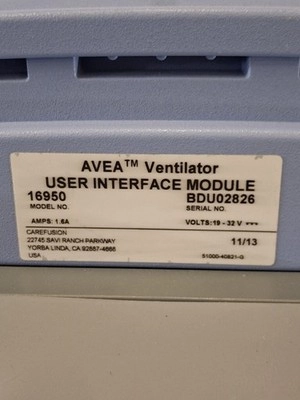 AVEA™ Ventilator
USER INTERFACE MODULE
16950 BDU02826
MODEL NO. SERIAL NO.
AMPS: 1.6A VOLTS: 19 - 32 V ⎓
CAREFUSION
22745 SAVI RANCH PARKWAY 11/13
YORBA LINDA, CA 92887-4666
USA 51000-40821-G